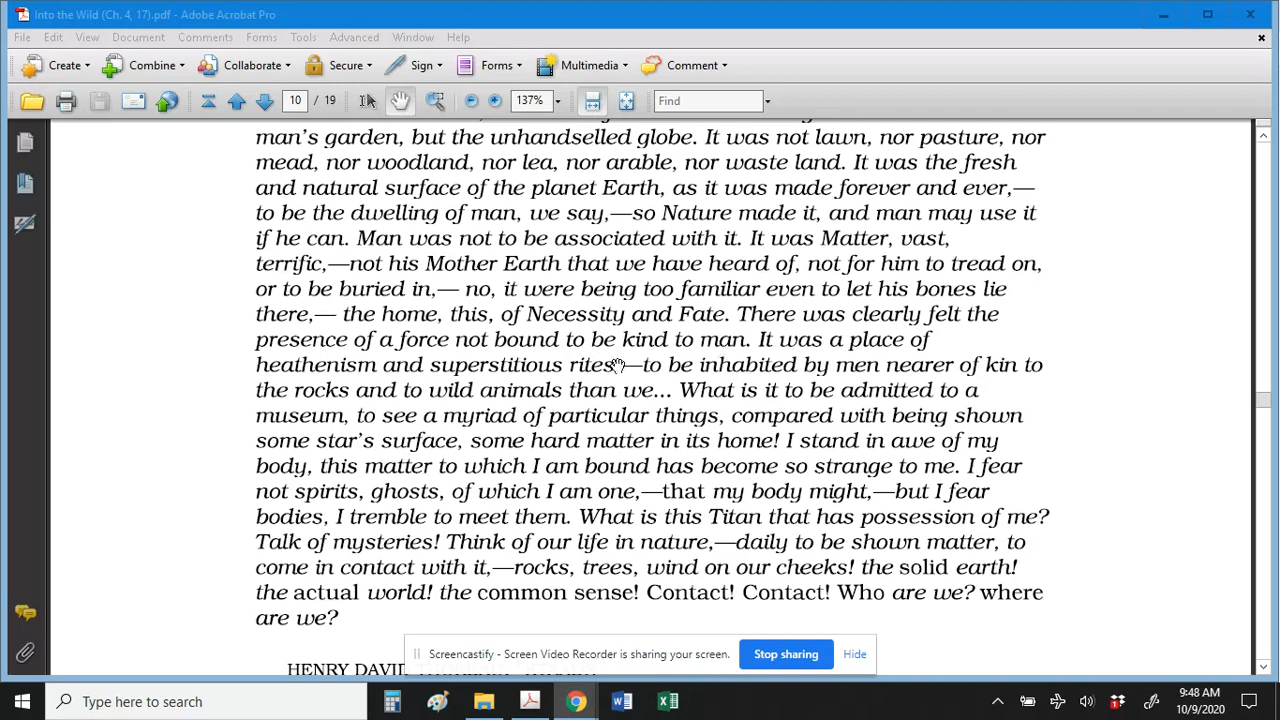 Into the Wild (Ch. 4, 17).pdf - Adobe Acrobat Pro
File Edit View Document Comments Forms Tools Advanced Window Help
Create Combine Collaborate Secure Sign Forms Multimedia Comment
10 / 19 137% Find
man's garden, but the unhandselled globe. It was not lawn, nor pasture, nor
mead, nor woodland, nor lea, nor arable, nor waste land. It was the fresh
and natural surface of the planet Earth, as it was made forever and ever,—
to be the dwelling of man, we say,—so Nature made it, and man may use it
if he can. Man was not to be associated with it. It was Matter, vast,
terrific,—not his Mother Earth that we have heard of, not for him to tread on,
or to be buried in,— no, it were being too familiar even to let his bones lie
there,— the home, this, of Necessity and Fate. There was clearly felt the
presence of a force not bound to be kind to man. It was a place of
heathenism and superstitious rites—to be inhabited by men nearer of kin to
the rocks and to wild animals than we... What is it to be admitted to a
museum, to see a myriad of particular things, compared with being shown
some star's surface, some hard matter in its home! I stand in awe of my
body, this matter to which I am bound has become so strange to me. I fear
not spirits, ghosts, of which I am one,—that my body might,—but I fear
bodies, I tremble to meet them. What is this Titan that has possession of me?
Talk of mysteries! Think of our life in nature,—daily to be shown matter, to
come in contact with it,—rocks, trees, wind on our cheeks! the solid earth!
the actual world! the common sense! Contact! Contact! Who are we? where
are we?
HENRY DAVID
Screencastify - Screen Video Recorder is sharing your screen. Stop sharing Hide
Type here to search
9:48 AM
10/9/2020